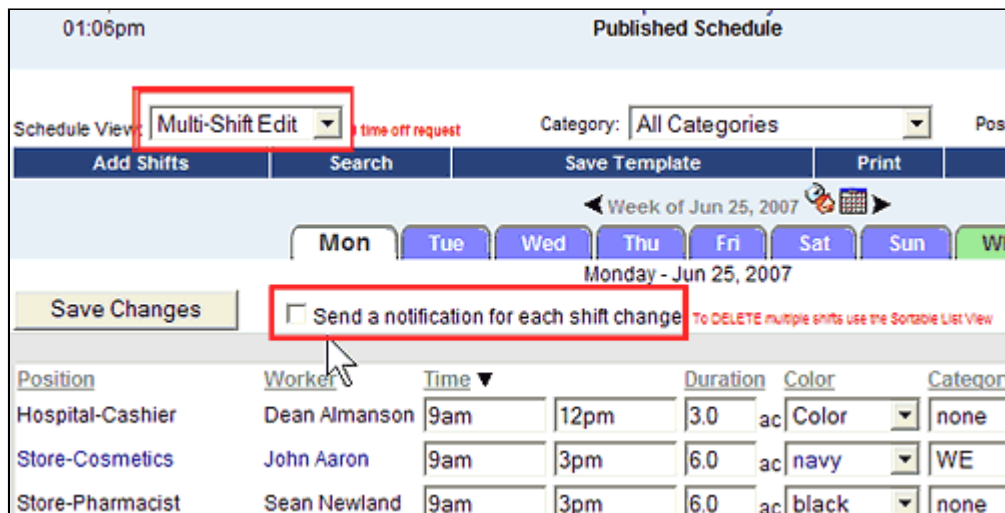 01:06pm
Published Schedule
Schedule View: Multi-Shift Edit time off request Category: All Categories Pos
Add Shifts Search Save Template Print
Week of Jun 25, 2007
Mon Tue Wed Thu Fri Sat Sun
Monday - Jun 25, 2007
Save Changes Send a notification for each shift change To DELETE multiple shifts use the Sortable List View
Position Worker Time Duration Color Categor
Hospital-Cashier Dean Almanson 9am 12pm 3.0 ac Color none
Store-Cosmetics John Aaron 9am 3pm 6.0 ac navy WE
Store-Pharmacist Sean Newland 9am 3pm 6.0 ac black none